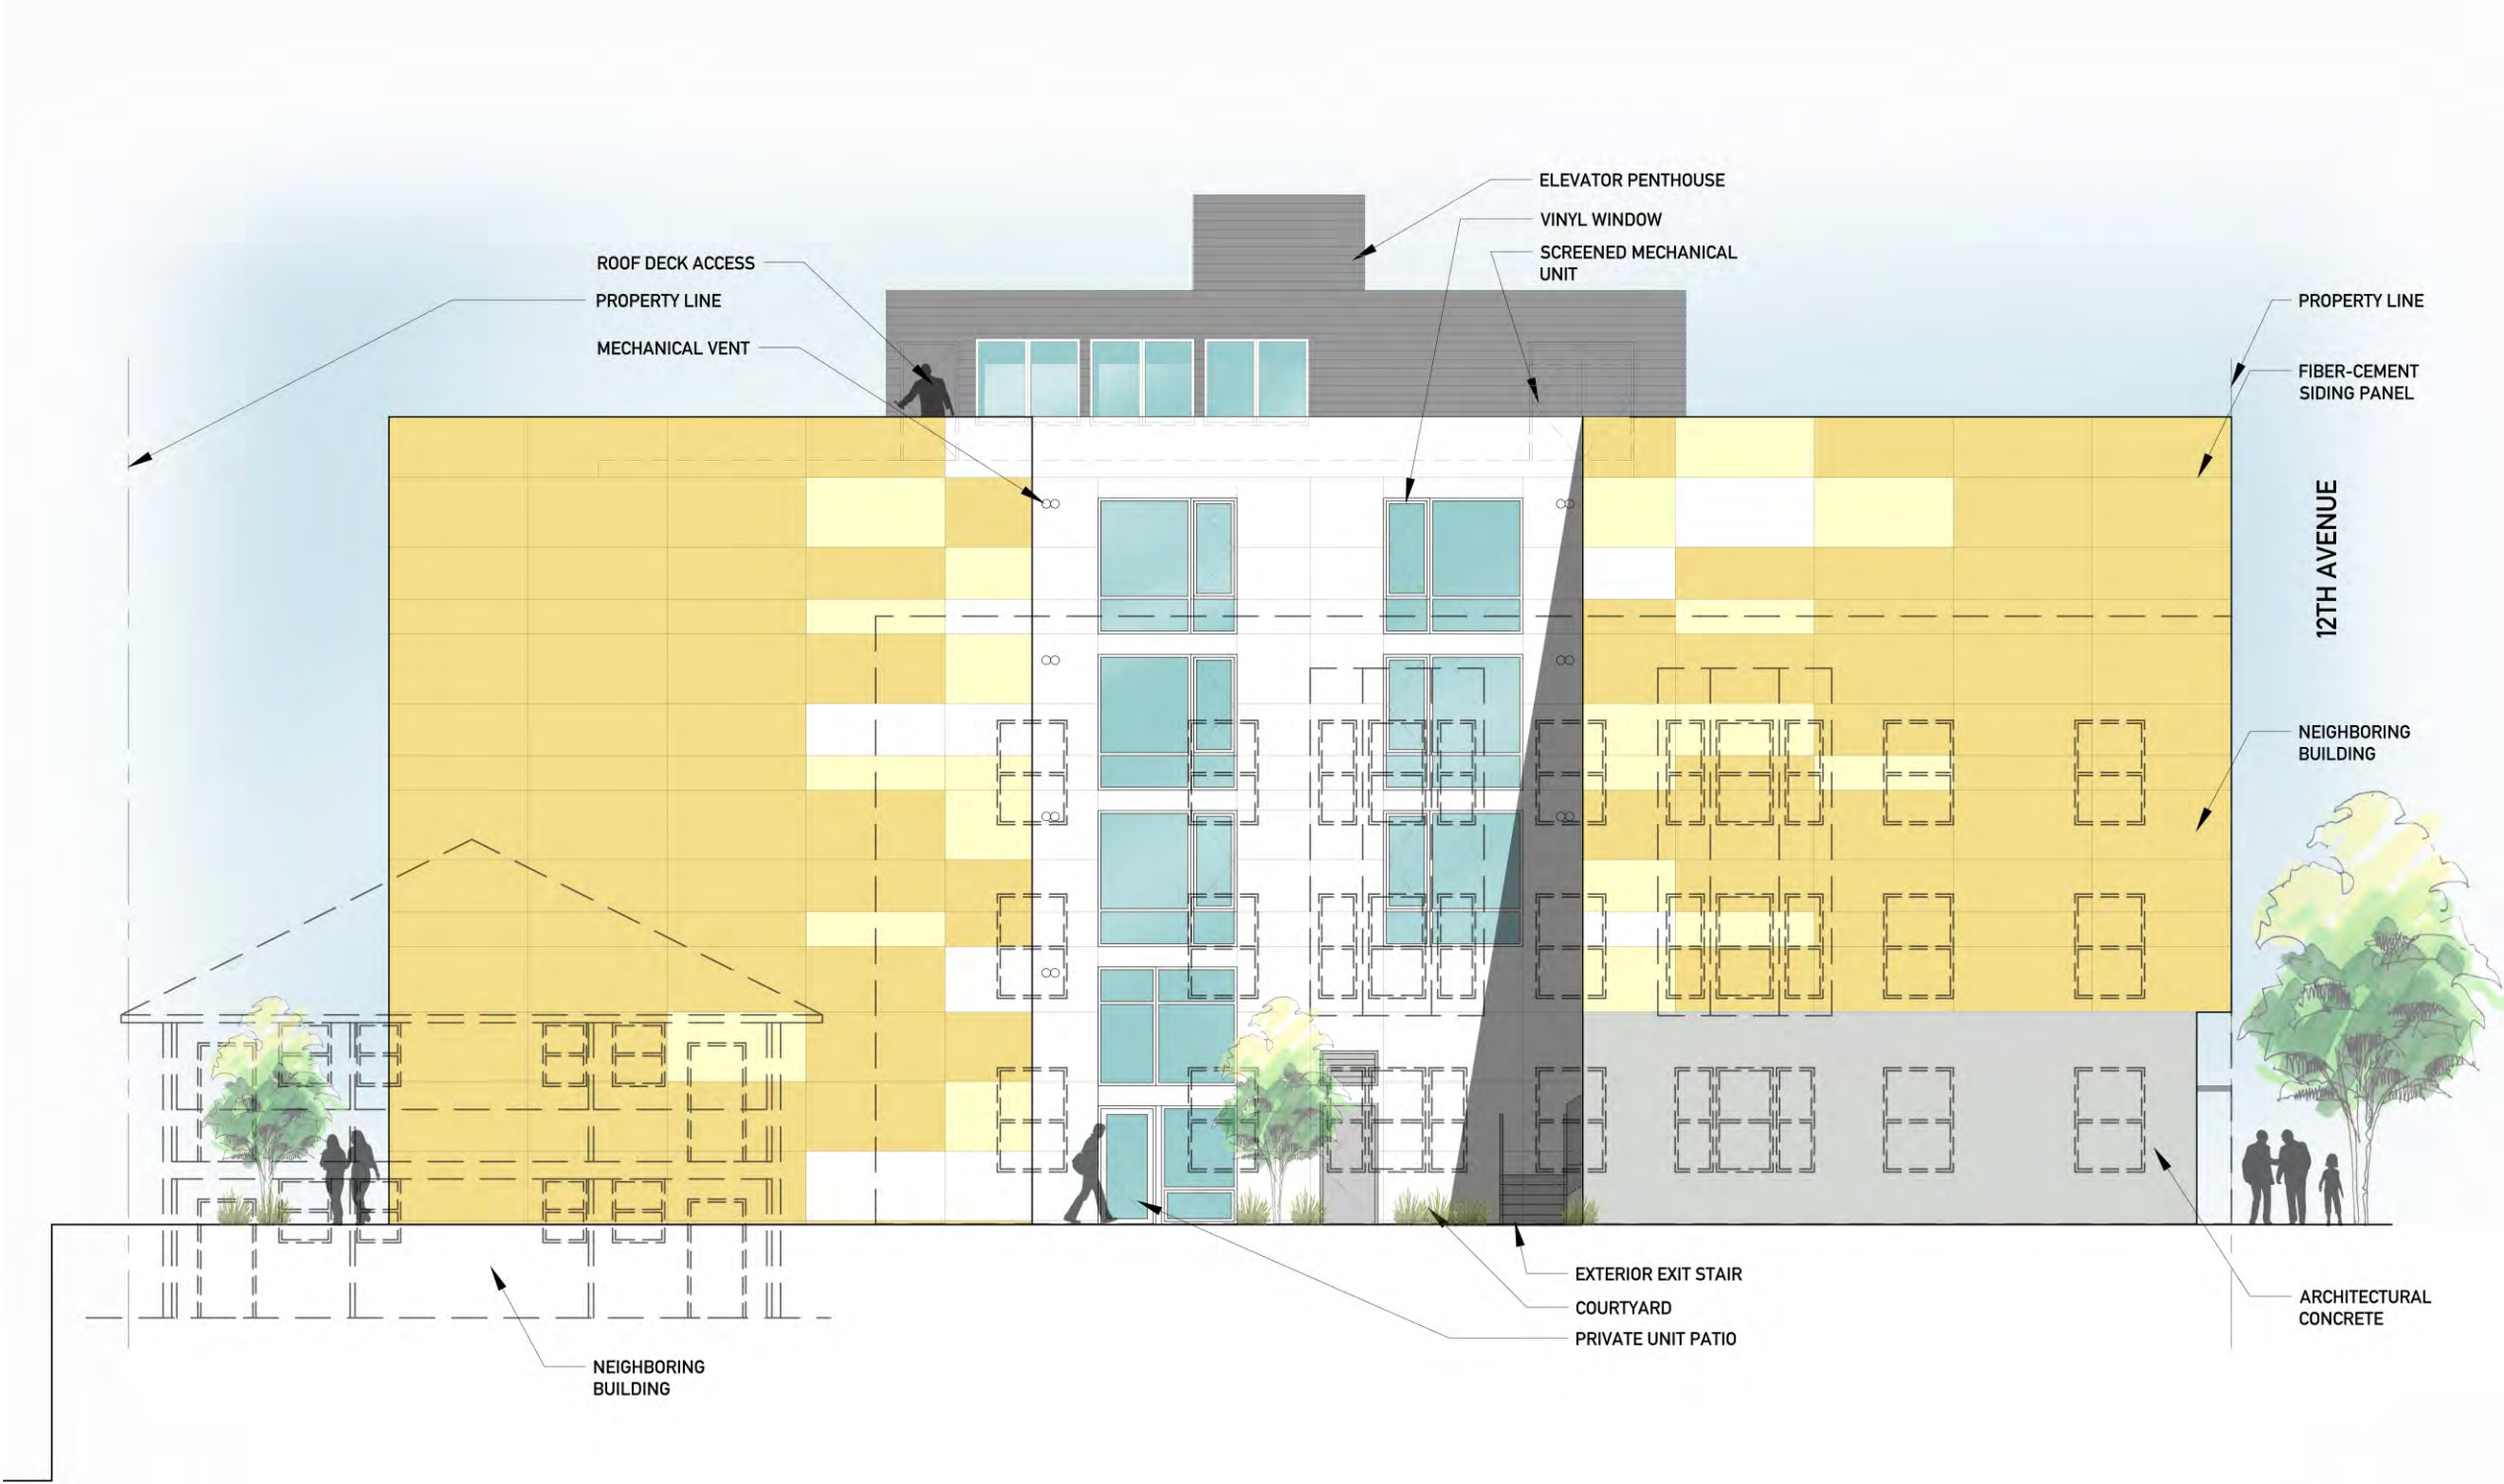 ELEVATOR PENTHOUSE
VINYL WINDOW
SCREENED MECHANICAL
UNIT
ROOF DECK ACCESS
PROPERTY LINE
MECHANICAL VENT
PROPERTY LINE
FIBER-CEMENT
SIDING PANEL
12TH AVENUE
NEIGHBORING
BUILDING
EXTERIOR EXIT STAIR
COURTYARD
PRIVATE UNIT PATIO
ARCHITECTURAL
CONCRETE
NEIGHBORING
BUILDING